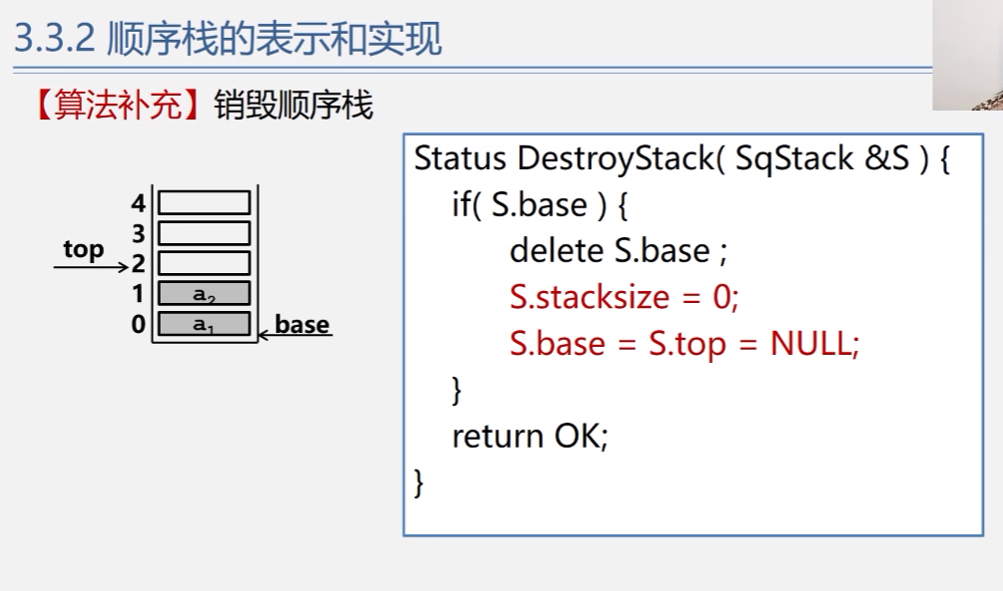 3.3.2 顺序栈的表示和实现
【算法补充】销毁顺序栈
4
3
top
2
1 a₂
0 a₁
base
Status DestroyStack( SqStack &S ) {
if( S.base ) {
delete S.base ;
S.stacksize = 0;
S.base = S.top = NULL;
}
return OK;
}